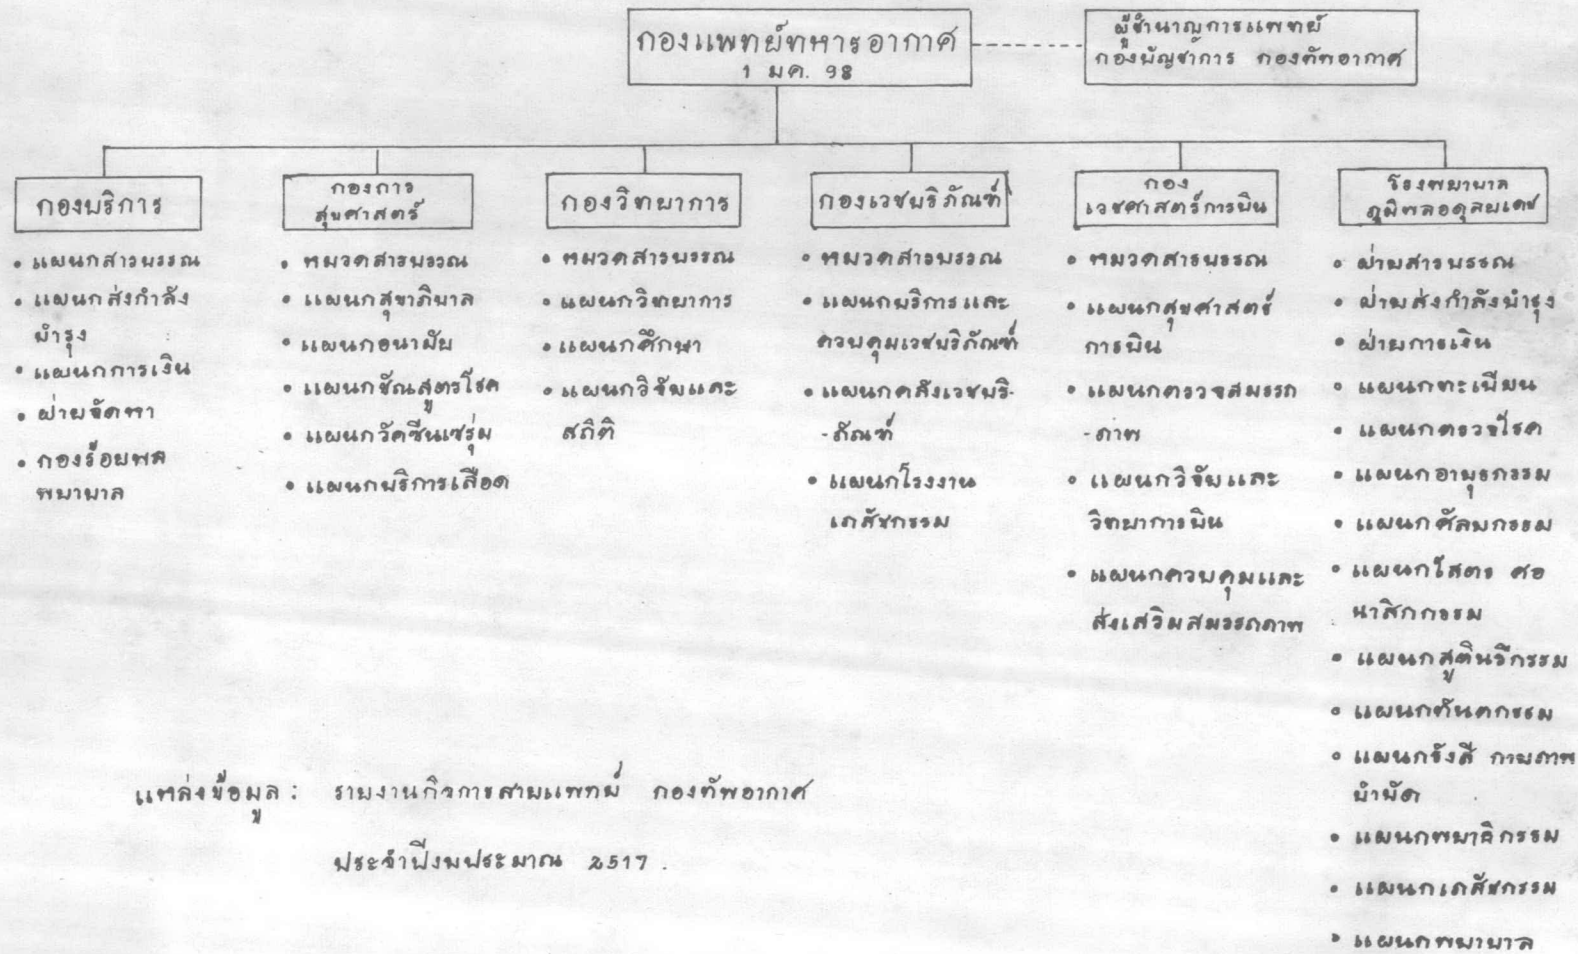 กองแพทย์ทหารอากาศ
1 มค. 98
ผู้ชำนาญการแพทย์
กองบัญชาการ กองทัพอากาศ
กองบริการ
• แผนกสารบรรณ
• แผนกส่งกำลัง
บำรุง
• แผนกการเงิน
• ฝ่ายจัดหา
• กองร้อยพล
พยาบาล
กองการ
สุขศาสตร์
• หมวดสารบรรณ
• แผนกสุขาภิบาล
• แผนกอนามัย
• แผนกชัณสูตรโรค
• แผนกวัคซีนเซรุ่ม
• แผนกบริการเลือด
กองวิทยาการ
• หมวดสารบรรณ
• แผนกวิทยาการ
• แผนกศึกษา
• แผนกวิจัยและ
สถิติ
กองเวชบริภัณฑ์
• หมวดสารบรรณ
• แผนกบริการและ
ควบคุมเวชบริภัณฑ์
• แผนกคลังเวชบริ-
-ภัณฑ์
• แผนกโรงงาน
เภสัชกรรม
กอง
เวชศาสตร์การบิน
• หมวดสารบรรณ
• แผนกสุขศาสตร์
การบิน
• แผนกตรวจสมรรถ
-ภาพ
• แผนกวิจัยและ
วิทยาการบิน
• แผนกควบคุมและ
ส่งเสริมสมรรถภาพ
โรงพยาบาล
ภูมิพลอดุลยเดช
• ฝ่ายสารบรรณ
• ฝ่ายส่งกำลังบำรุง
• ฝ่ายการเงิน
• แผนกทะเบียน
• แผนกตรวจโรค
• แผนกอายุรกรรม
• แผนกศัลยกรรม
• แผนกโสตร ศอ
นาสิกกรรม
• แผนกสูตินรีกรรม
• แผนกทันตกรรม
• แผนกรังสี กายภาพ
บำบัด
• แผนกพยาธิกรรม
• แผนกเภสัชกรรม
• แผนกพยาบาล
แหล่งข้อมูล : รายงานกิจการสายแพทย์ กองทัพอากาศ
ประจำปีงบประมาณ 2517.